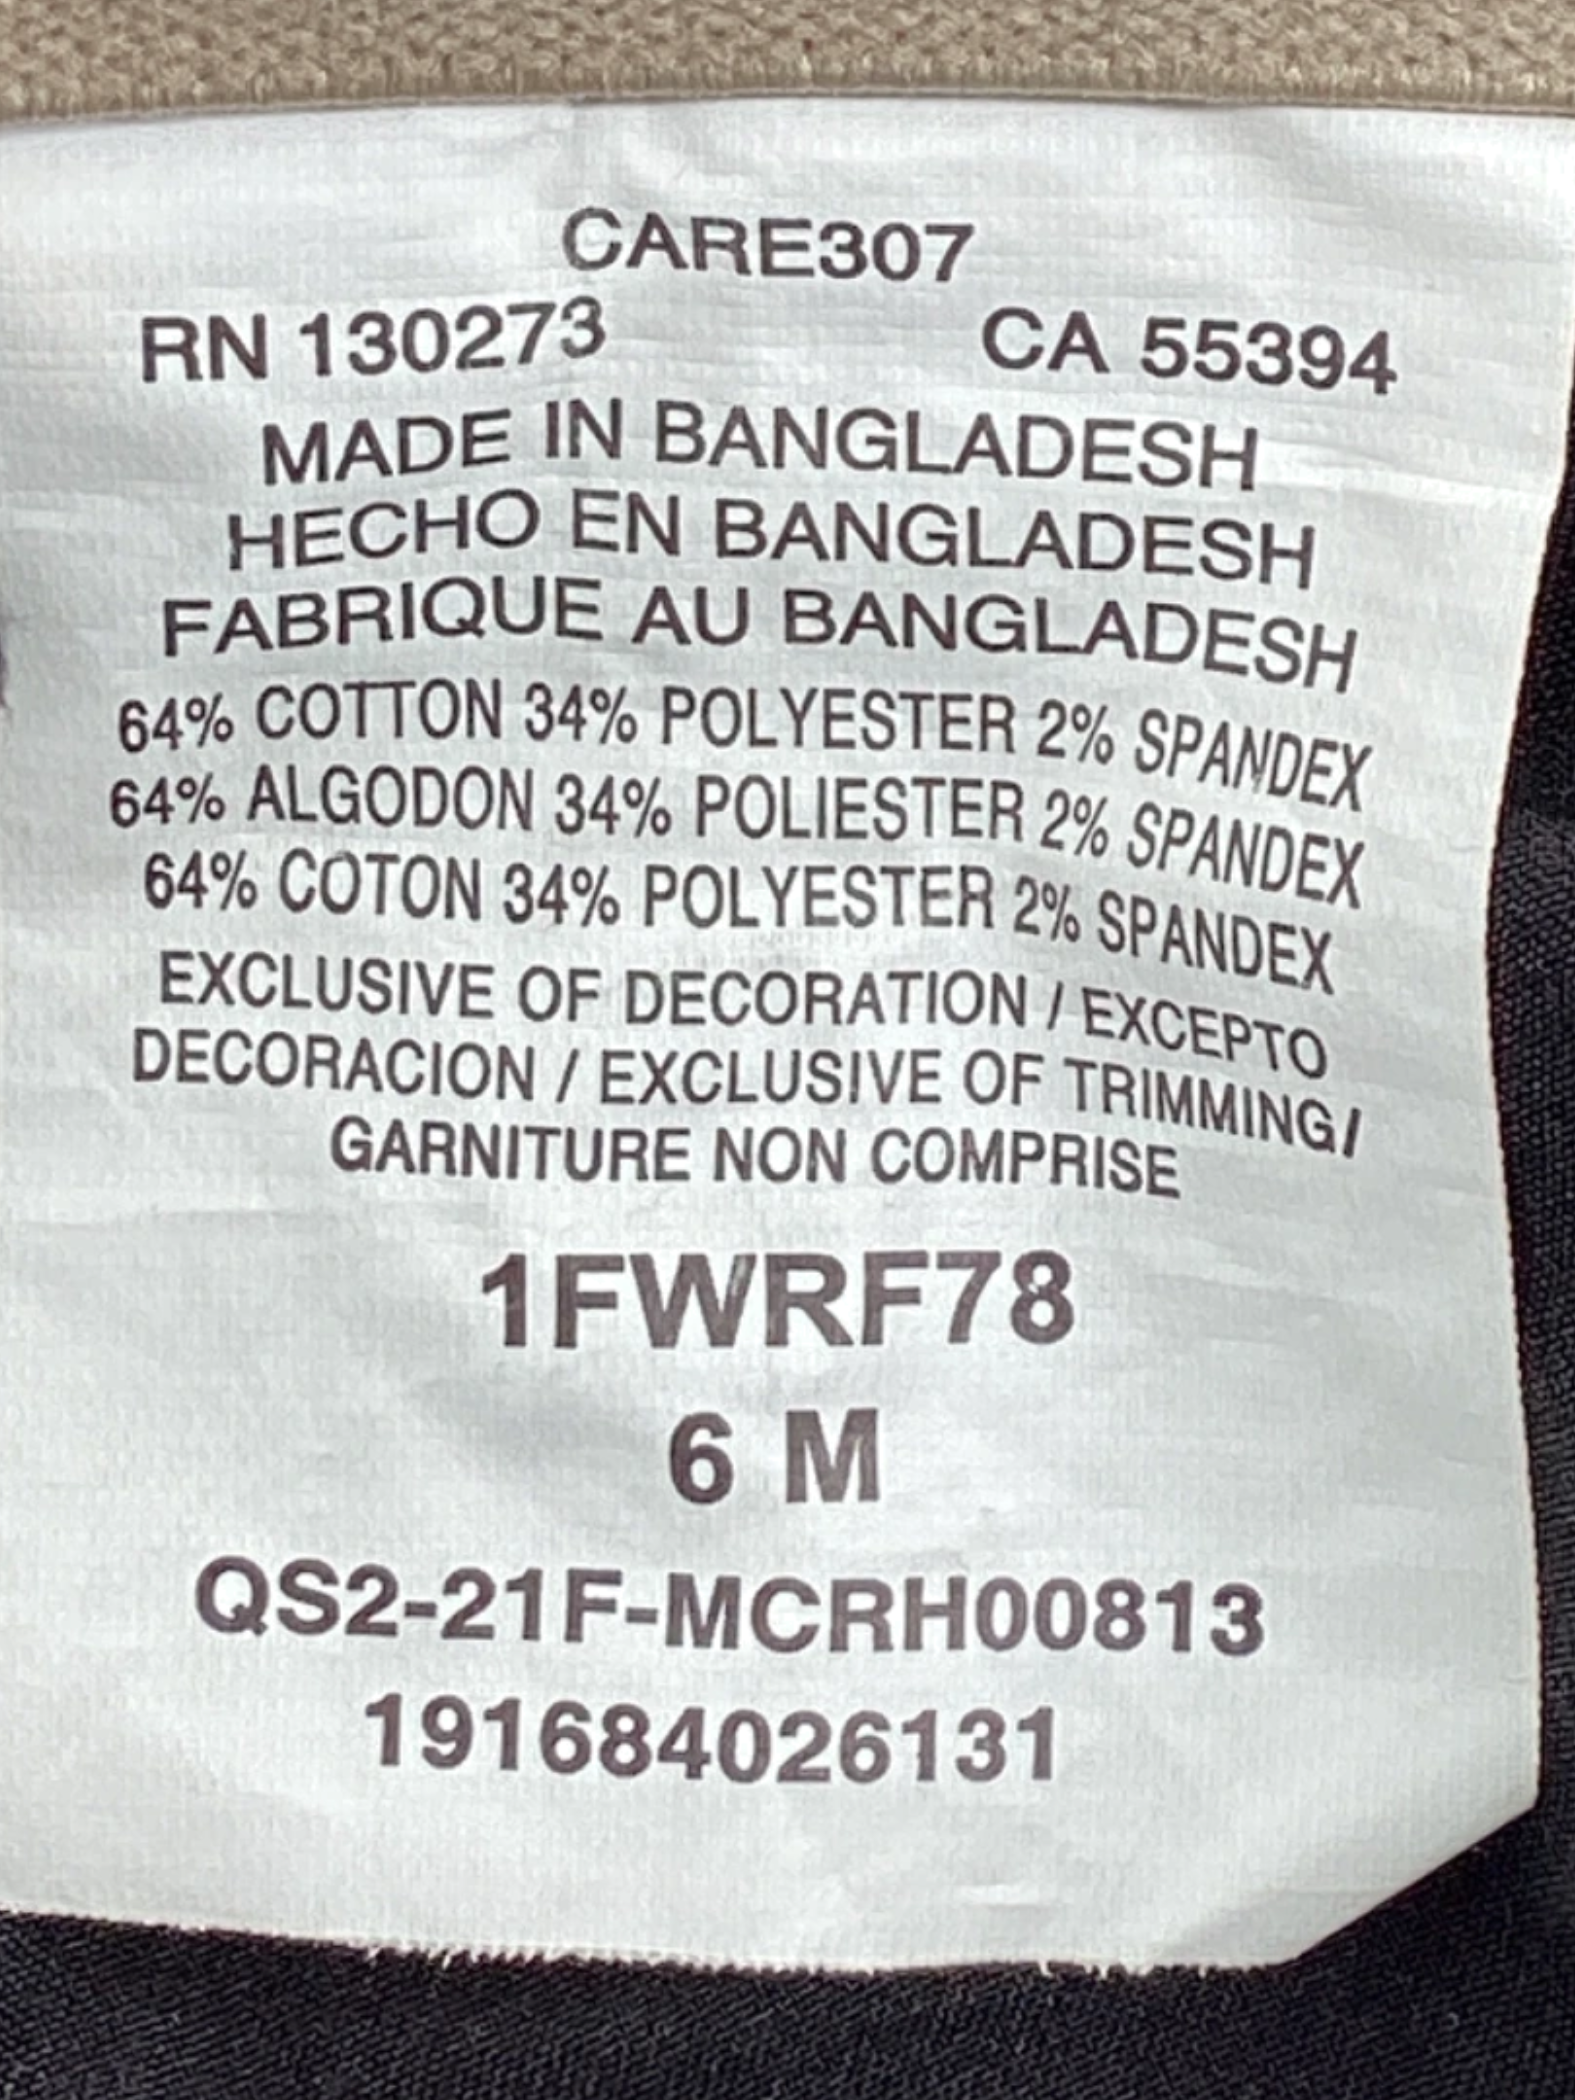 CARE307
RN 130273 CA 55394
MADE IN BANGLADESH
HECHO EN BANGLADESH
FABRIQUE AU BANGLADESH
64% COTTON 34% POLYESTER 2% SPANDEX
64% ALGODON 34% POLIESTER 2% SPANDEX
64% COTON 34% POLYESTER 2% SPANDEX
EXCLUSIVE OF DECORATION / EXCEPTO
DECORACION / EXCLUSIVE OF TRIMMING/
GARNITURE NON COMPRISE
1FWRF78
6 M
QS2-21F-MCRH00813
191684026131